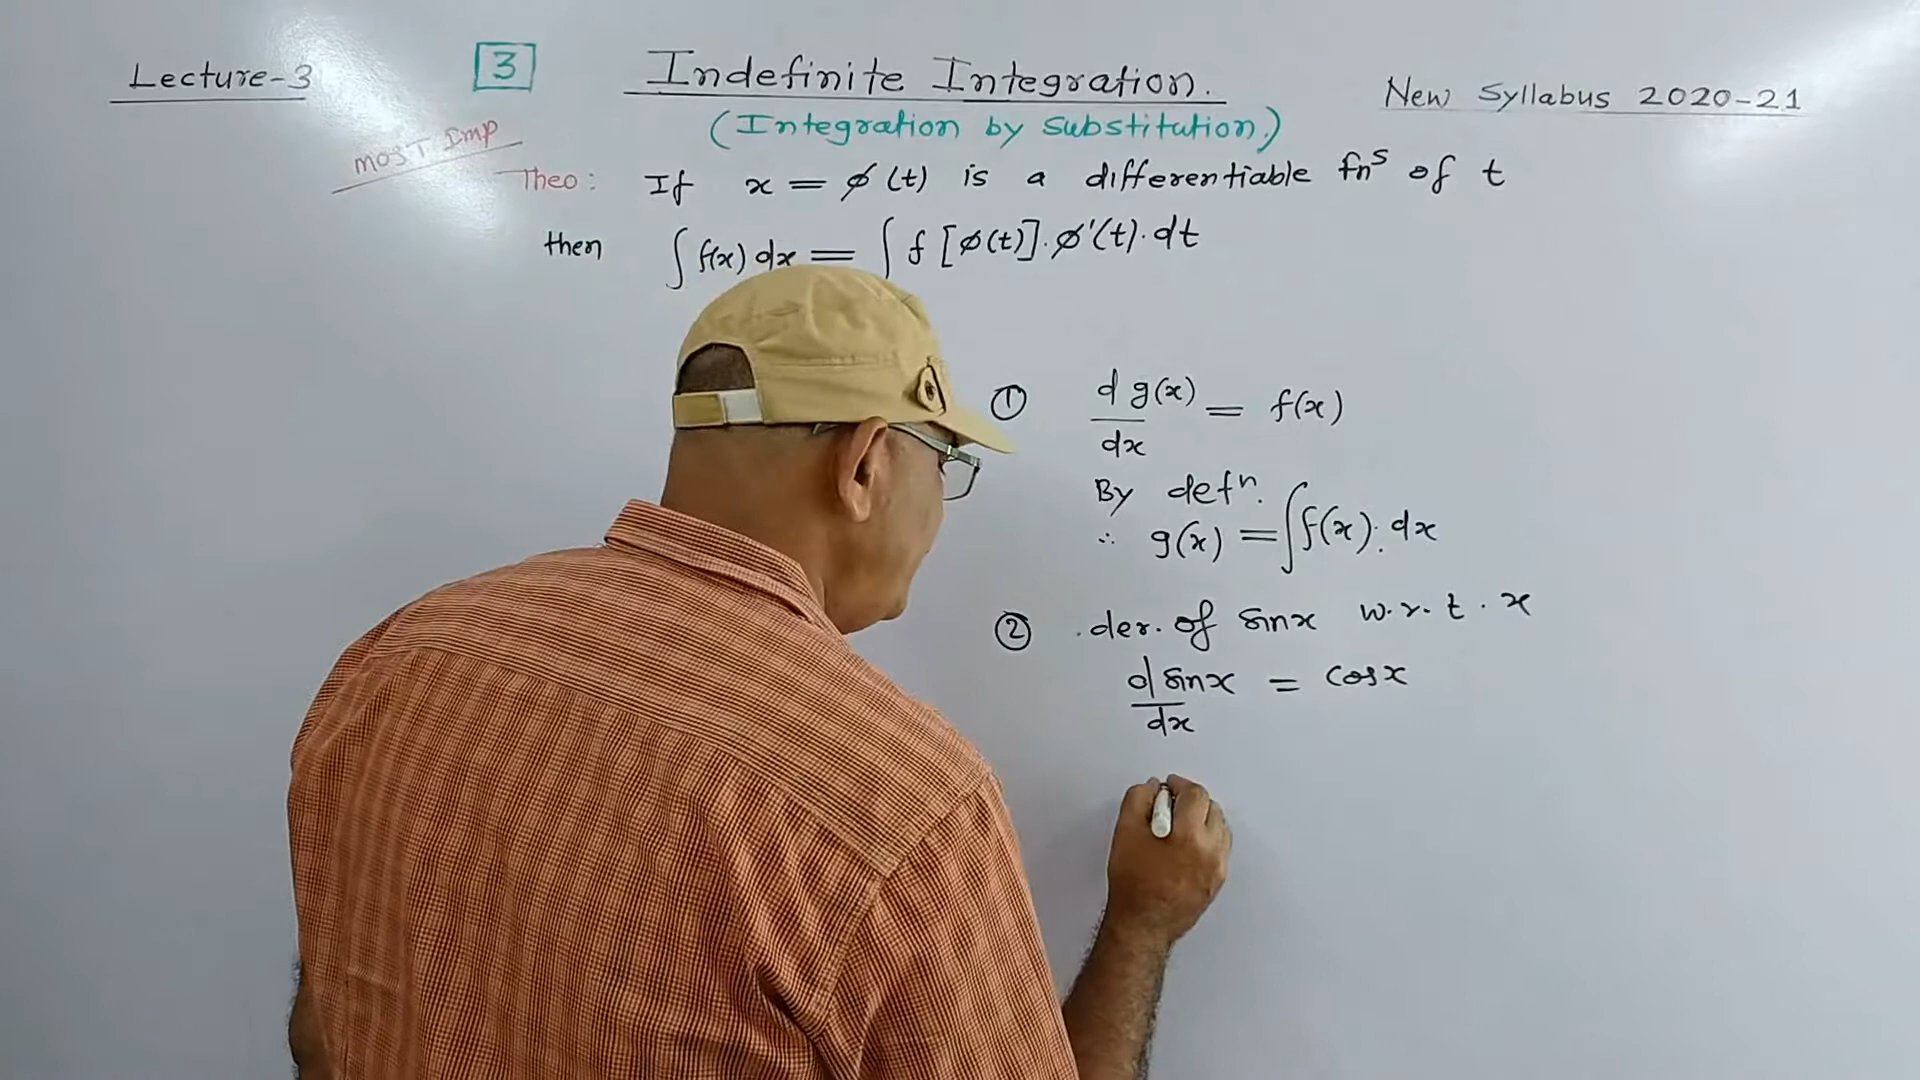 Lecture-3
3
Indefinite Integration.
New Syllabus 2020-21
(Integration by substitution.)
MOST Imp
Theo: If x = ϕ(t) is a differentiable fnˢ of t
then ∫ f(x) dx = ∫ f [ϕ(t)]. ϕ'(t). dt
① d g(x) = f(x)
dx
By defⁿ.
∴ g(x) = ∫f(x). dx
② der. of sinx w.r.t. x
d sinx = cosx
dx